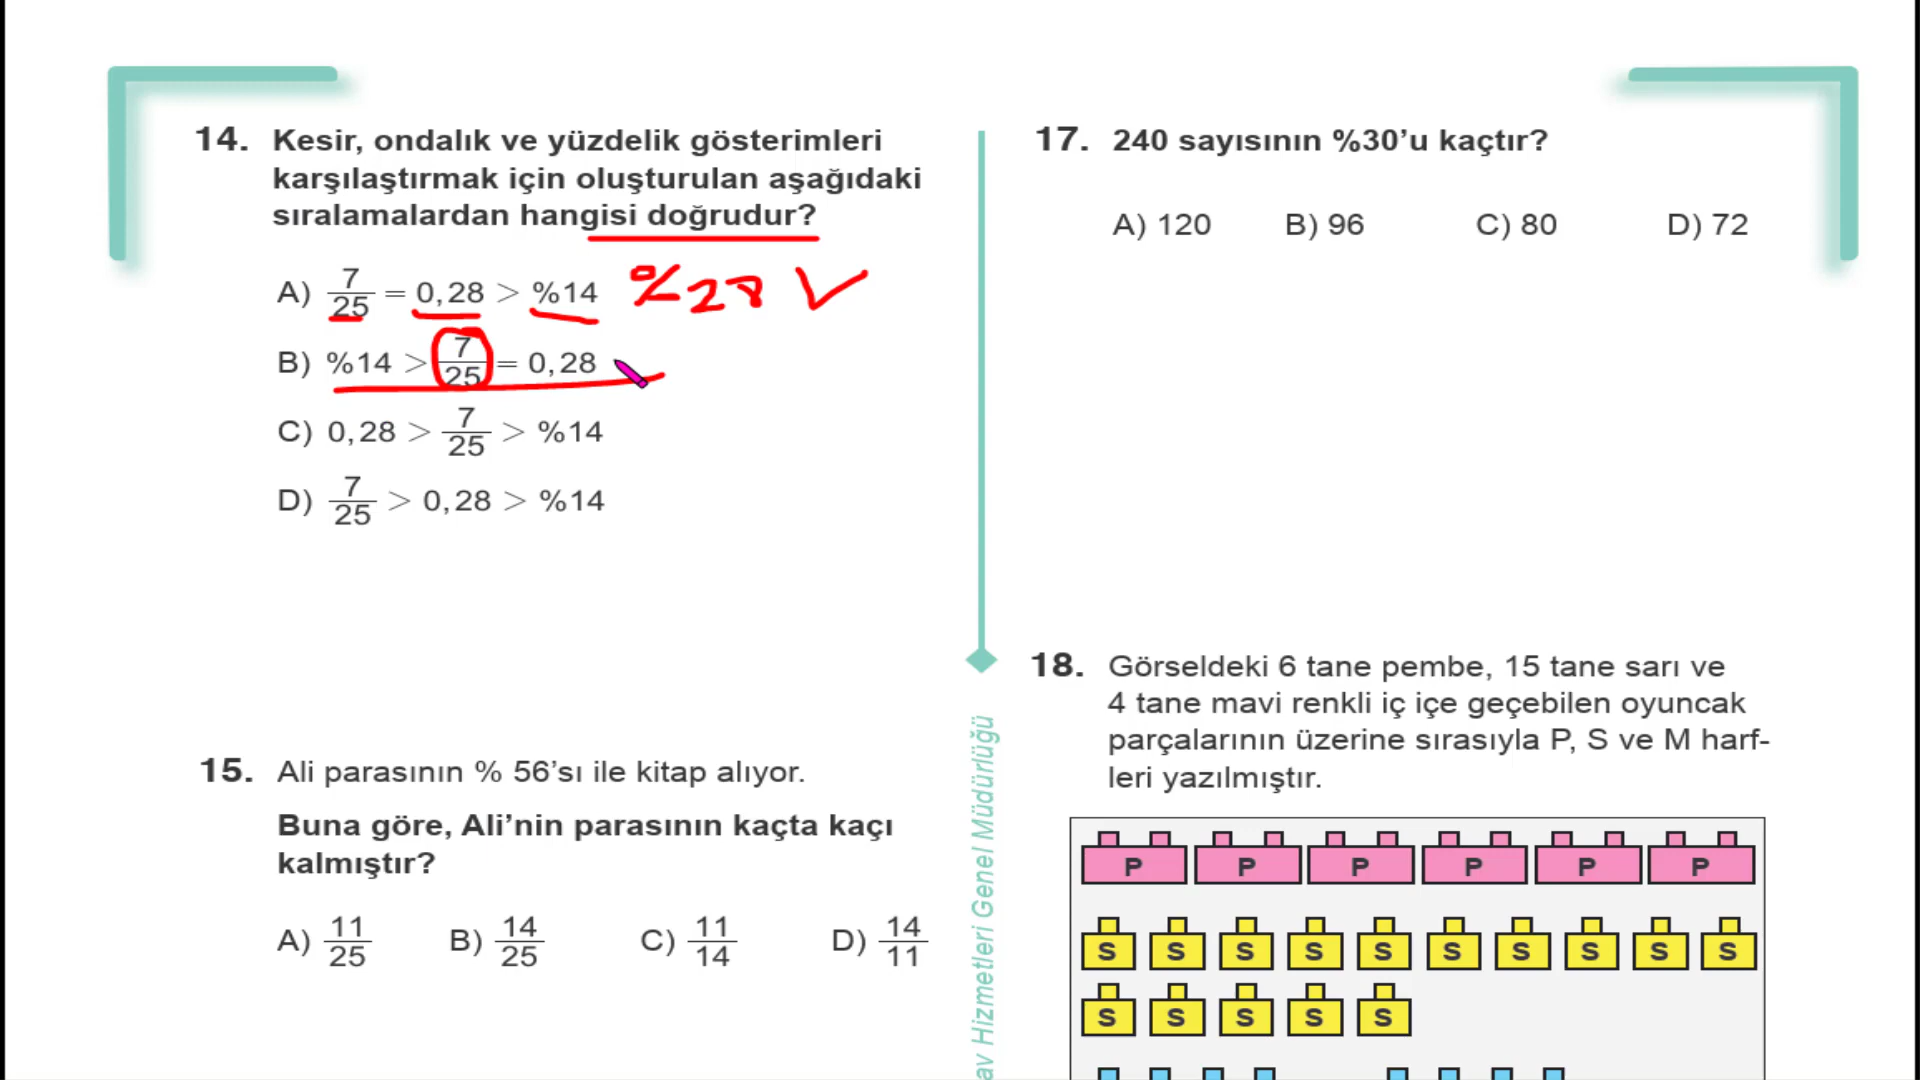 14. Kesir, ondalık ve yüzdelik gösterimleri
karşılaştırmak için oluşturulan aşağıdaki
sıralamalardan hangisi doğrudur?
A) 7/25 = 0,28 > %14 %28 ✓
B) %14 > 7/25 = 0,28
C) 0,28 > 7/25 > %14
D) 7/25 > 0,28 > %14
15. Ali parasının % 56’sı ile kitap alıyor.
Buna göre, Ali’nin parasının kaçta kaçı
kalmıştır?
A) 11/25 B) 14/25 C) 11/14 D) 14/11
av Hizmetleri Genel Müdürlüğü
17. 240 sayısının %30’u kaçtır?
A) 120 B) 96 C) 80 D) 72
18. Görseldeki 6 tane pembe, 15 tane sarı ve
4 tane mavi renkli iç içe geçebilen oyuncak
parçalarının üzerine sırasıyla P, S ve M harf-
leri yazılmıştır.
P P P P P P
S S S S S S S S S S
S S S S S